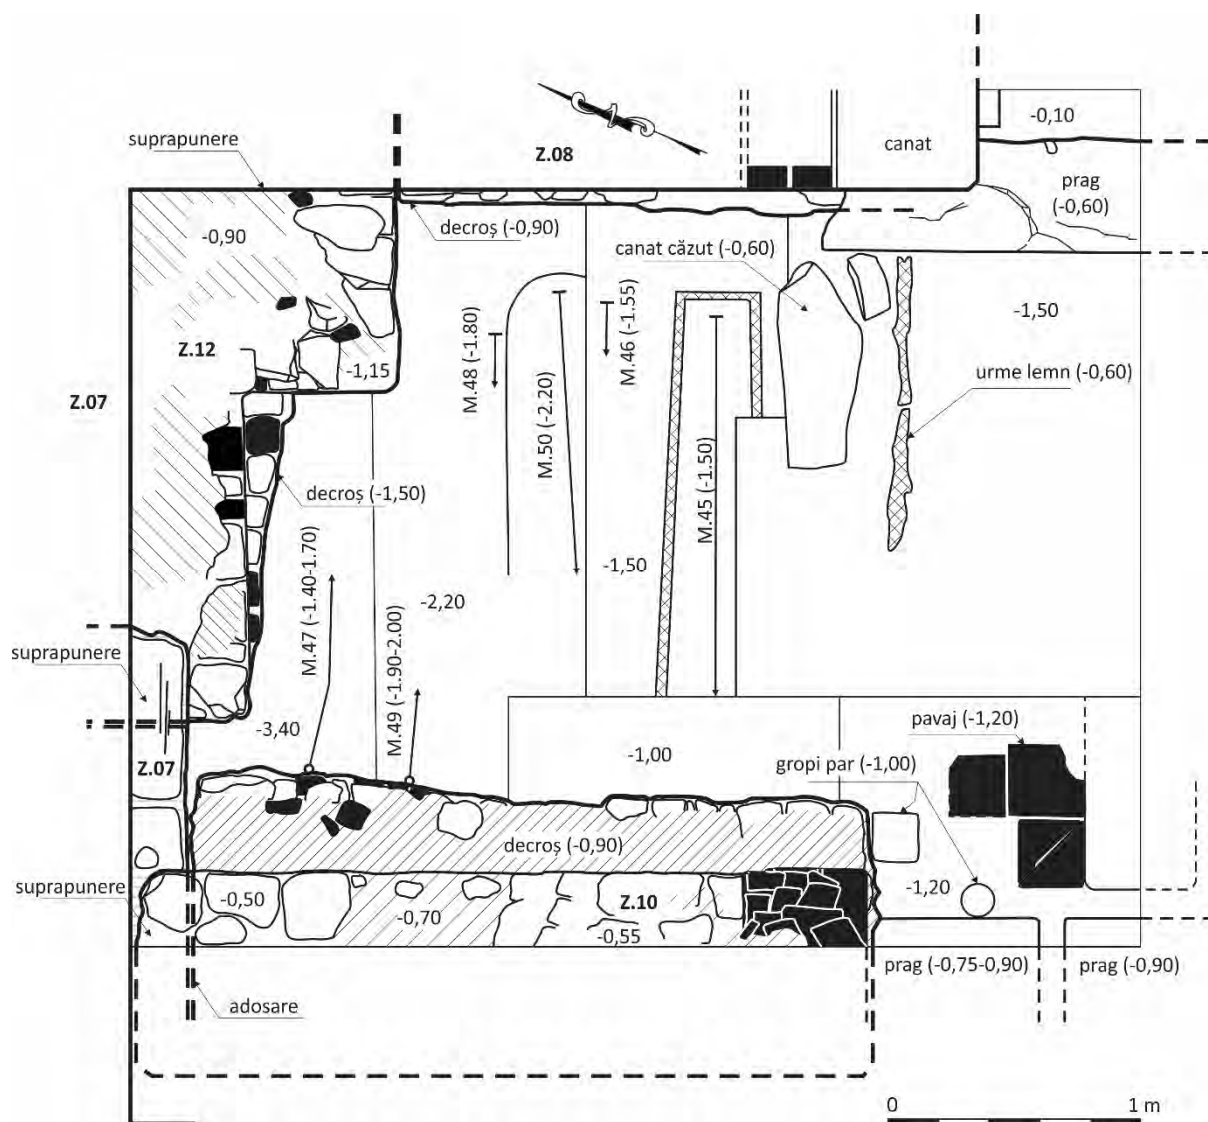 -0,10
suprapunere
canat
Z.08
prag
(-0,60)
decroș (-0,90)
-0,90
canat căzut (-0,60)
M.48 (-1.80)
M.46 (-1.55)
-1,50
Z.12
-1,15
urme lemn (-0,60)
Z.07
M.50 (-2.20)
M.45 (-1.50)
decroș (-1,50)
M.47 (-1.40-1.70)
-1,50
-2,20
suprapunere
M.49 (-1.90-2.00)
-3,40
pavaj (-1,20)
-1,00
gropi par (-1,00)
Z.07
decroș (-0,90)
suprapunere
-0,50
-0,70
Z.10
-0,55
-1,20
prag (-0,75-0,90)
prag (-0,90)
adosare
0
1 m